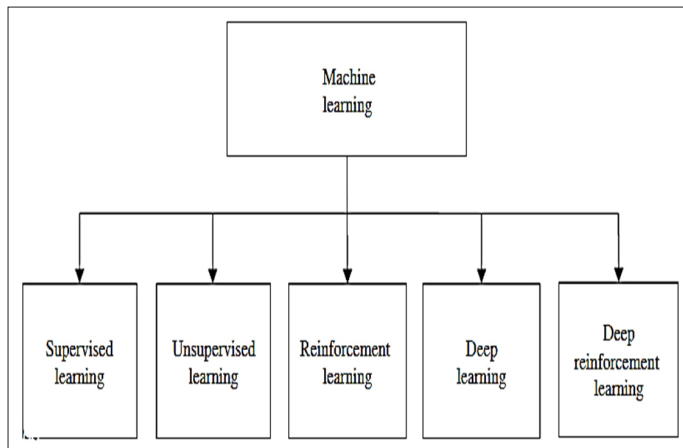 Machine
learning
Supervised
learning
Unsupervised
learning
Reinforcement
learning
Deep
learning
Deep
reinforcement
learning